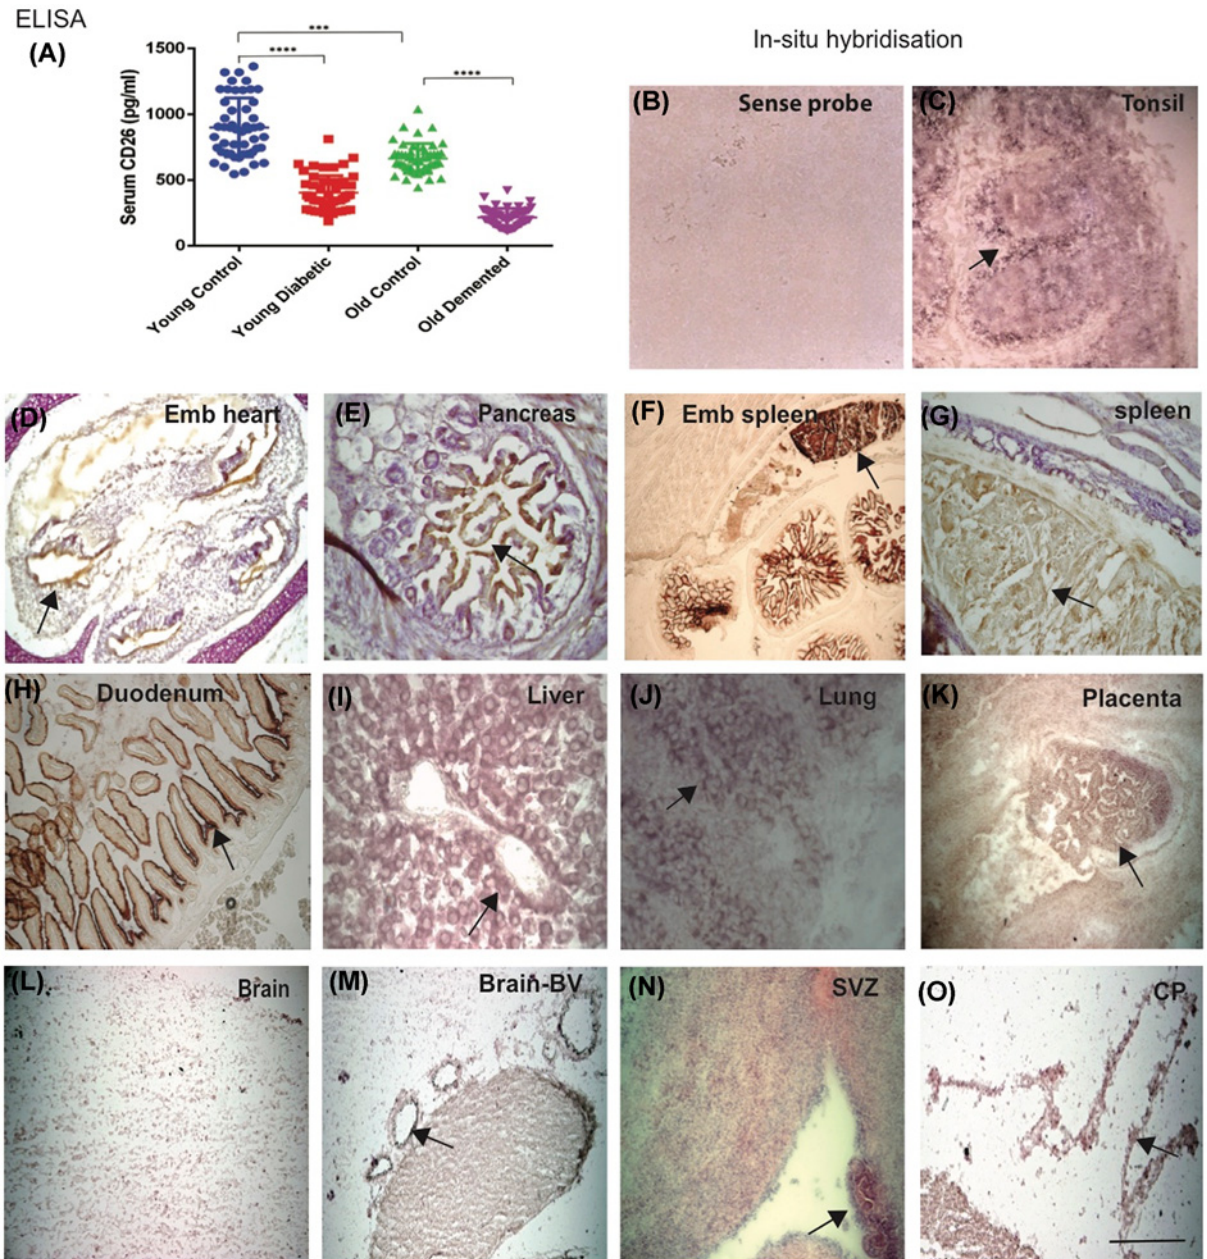 ELISA
(A)
In-situ hybridisation
***
****
****
Serum CD26 (pg/ml)
1500
1000
500
0
Young Control
Young Diabetic
Old Control
Old Demented
(B) Sense probe
(C) Tonsil
(D) Emb heart
(E) Pancreas
(F) Emb spleen
(G) spleen
(H) Duodenum
(I) Liver
(J) Lung
(K) Placenta
(L) Brain
(M) Brain-BV
(N) SVZ
(O) CP